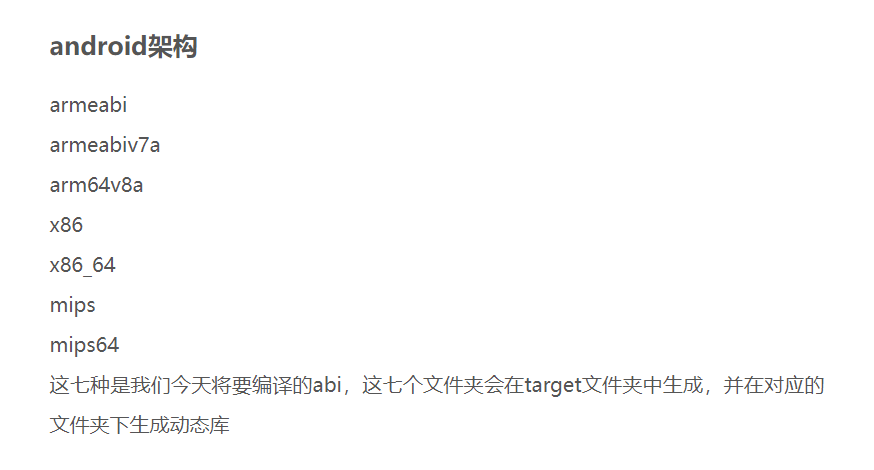 android架构
armeabi
armeabiv7a
arm64v8a
x86
x86_64
mips
mips64
这七种是我们今天将要编译的abi，这七个文件夹会在target文件夹中生成，并在对应的
文件夹下生成动态库